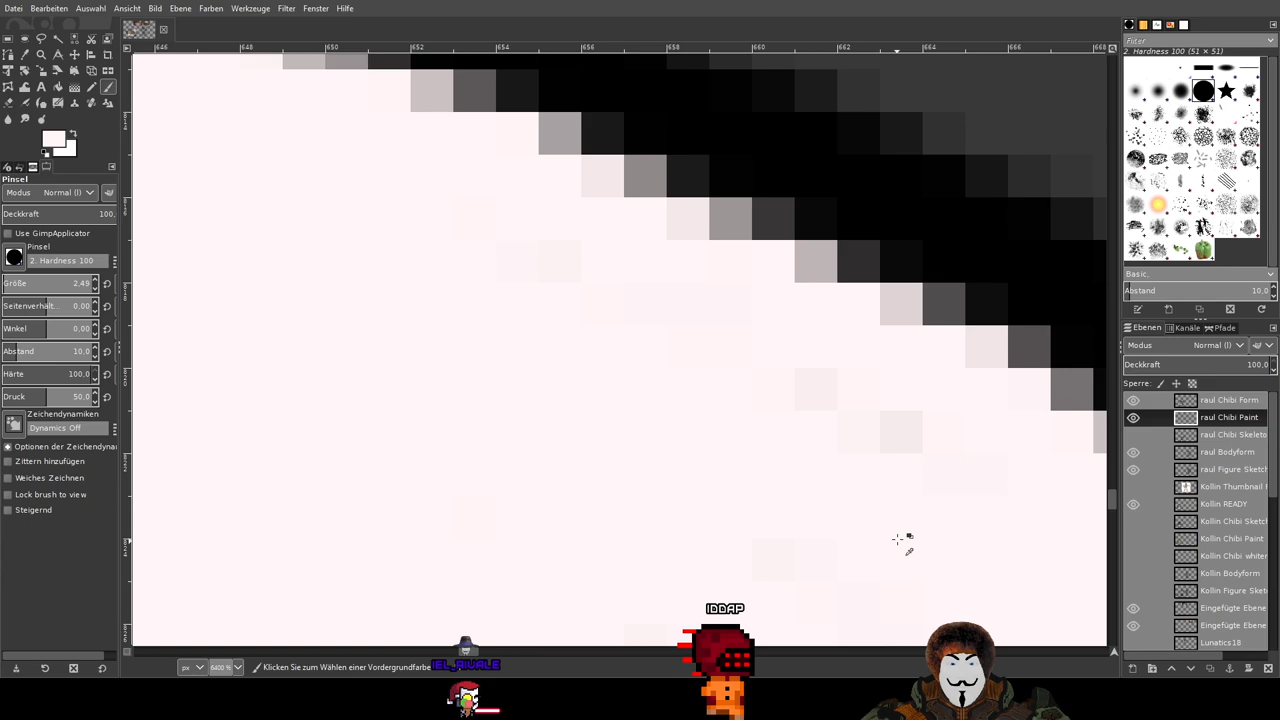 Datei Bearbeiten Auswahl Ansicht Bild Ebene Farben Werkzeuge Filter Fenster Hilfe
646 648 650 652 654 656 658 660 662 664 666 668
Filter
2. Hardness 100 (51 × 51)
Pinsel
Modus Normal (l)
Deckkraft 100,
Use GimpApplicator
Pinsel
2. Hardness 100
Größe 2,49
Seitenverhält... 0,00
Winkel 0,00
Abstand 10,0
Härte 100,0
Druck 50,0
Zeichendynamiken
Dynamics Off
Optionen der Zeichendyna
Zittern hinzufügen
Weiches Zeichnen
Lock brush to view
Steigernd
Basic,
Abstand 10,0
Ebenen Kanäle Pfade
Modus Normal (l)
Deckkraft 100,0
Sperre:
raul Chibi Form
raul Chibi Paint
raul Chibi Skeleto
raul Bodyform
raul Figure Sketch
Kollin Thumbnail
Kollin READY
Kollin Chibi Sketc
Kollin Chibi Paint
Kollin Chibi whiter
Kollin Bodyform
Kollin Figure Sket
Eingefügte Ebene
Eingefügte Ebene
Lunatics18
px 6400 % Klicken Sie zum Wählen einer Vordergrundfarbe
IDDAP
IEL_RIVALE